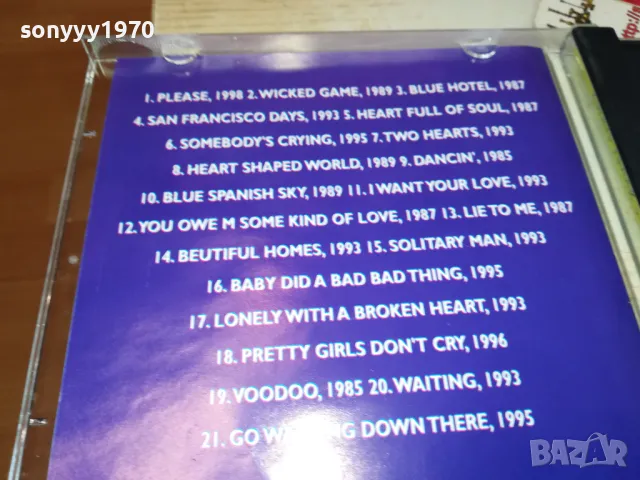 sonyyy1970
1. PLEASE, 1998 2. WICKED GAME, 1989 3. BLUE HOTEL, 1987
4. SAN FRANCISCO DAYS, 1993 5. HEART FULL OF SOUL, 1987
6. SOMEBODY'S CRYING, 1995 7. TWO HEARTS, 1993
8. HEART SHAPED WORLD, 1989 9. DANCIN', 1985
10. BLUE SPANISH SKY, 1989 11. I WANT YOUR LOVE, 1993
12. YOU OWE M SOME KIND OF LOVE, 1987 13. LIE TO ME, 1987
14. BEUTIFUL HOMES, 1993 15. SOLITARY MAN, 1993
16. BABY DID A BAD BAD THING, 1995
17. LONELY WITH A BROKEN HEART, 1993
18. PRETTY GIRLS DON'T CRY, 1996
19. VOODOO, 1985 20. WAITING, 1993
21. GO DOWN THERE, 1995
BAZAR